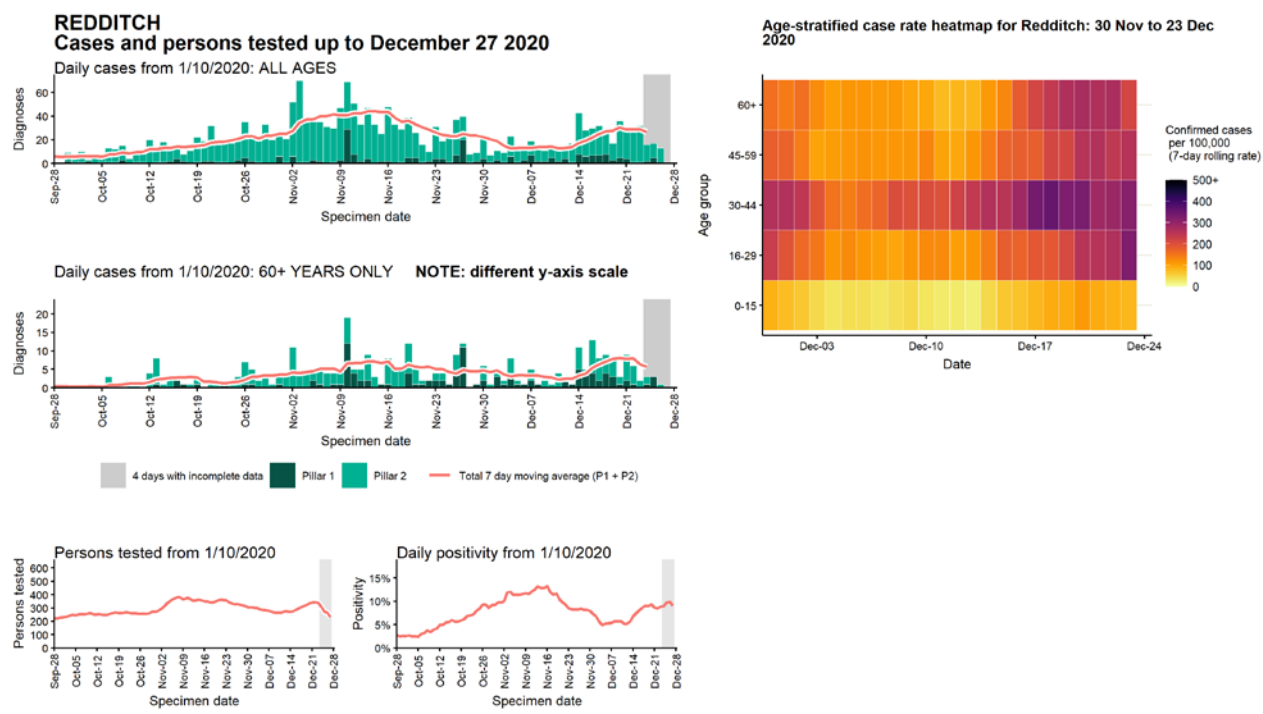 REDDITCH
Cases and persons tested up to December 27 2020
Daily cases from 1/10/2020: ALL AGES
Diagnoses
60
40
20
0
Sep-28 Oct-05 Oct-12 Oct-19 Oct-26 Nov-02 Nov-09 Nov-16 Nov-23 Nov-30 Dec-07 Dec-14 Dec-21 Dec-28
Specimen date
Daily cases from 1/10/2020: 60+ YEARS ONLY NOTE: different y-axis scale
Diagnoses
20
15
10
5
0
Sep-28 Oct-05 Oct-12 Oct-19 Oct-26 Nov-02 Nov-09 Nov-16 Nov-23 Nov-30 Dec-07 Dec-14 Dec-21 Dec-28
Specimen date
4 days with incomplete data Pillar 1 Pillar 2 Total 7 day moving average (P1 + P2)
Persons tested from 1/10/2020
Persons tested
600
500
400
300
200
100
0
Sep-28 Oct-05 Oct-12 Oct-19 Oct-26 Nov-02 Nov-09 Nov-16 Nov-23 Nov-30 Dec-07 Dec-14 Dec-21 Dec-28
Specimen date
Daily positivity from 1/10/2020
Positivity
15%
10%
5%
0%
Sep-28 Oct-05 Oct-12 Oct-19 Oct-26 Nov-02 Nov-09 Nov-16 Nov-23 Nov-30 Dec-07 Dec-14 Dec-21 Dec-28
Specimen date
Age-stratified case rate heatmap for Redditch: 30 Nov to 23 Dec
2020
Age group
60+
45-59
30-44
16-29
0-15
Dec-03 Dec-10 Dec-17 Dec-24
Date
Confirmed cases
per 100,000
(7-day rolling rate)
500+
400
300
200
100
0